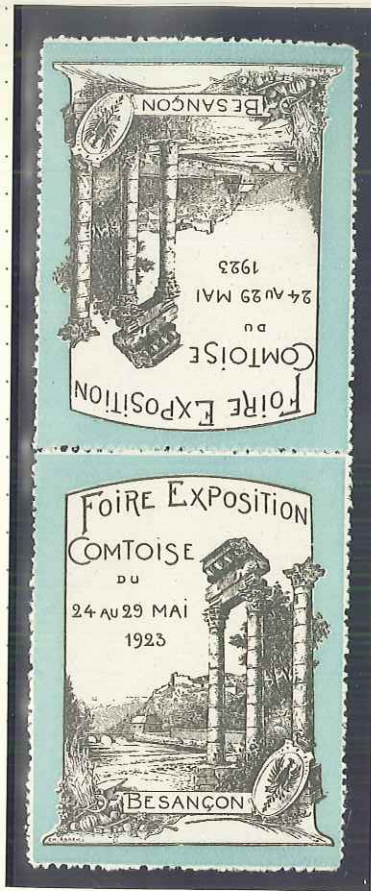 BESANÇON
24 AU 29 MAI
1923
DU
COMTOISE
FOIRE EXPOSITION
FOIRE EXPOSITION
COMTOISE
DU
24 AU 29 MAI
1923
BESANÇON